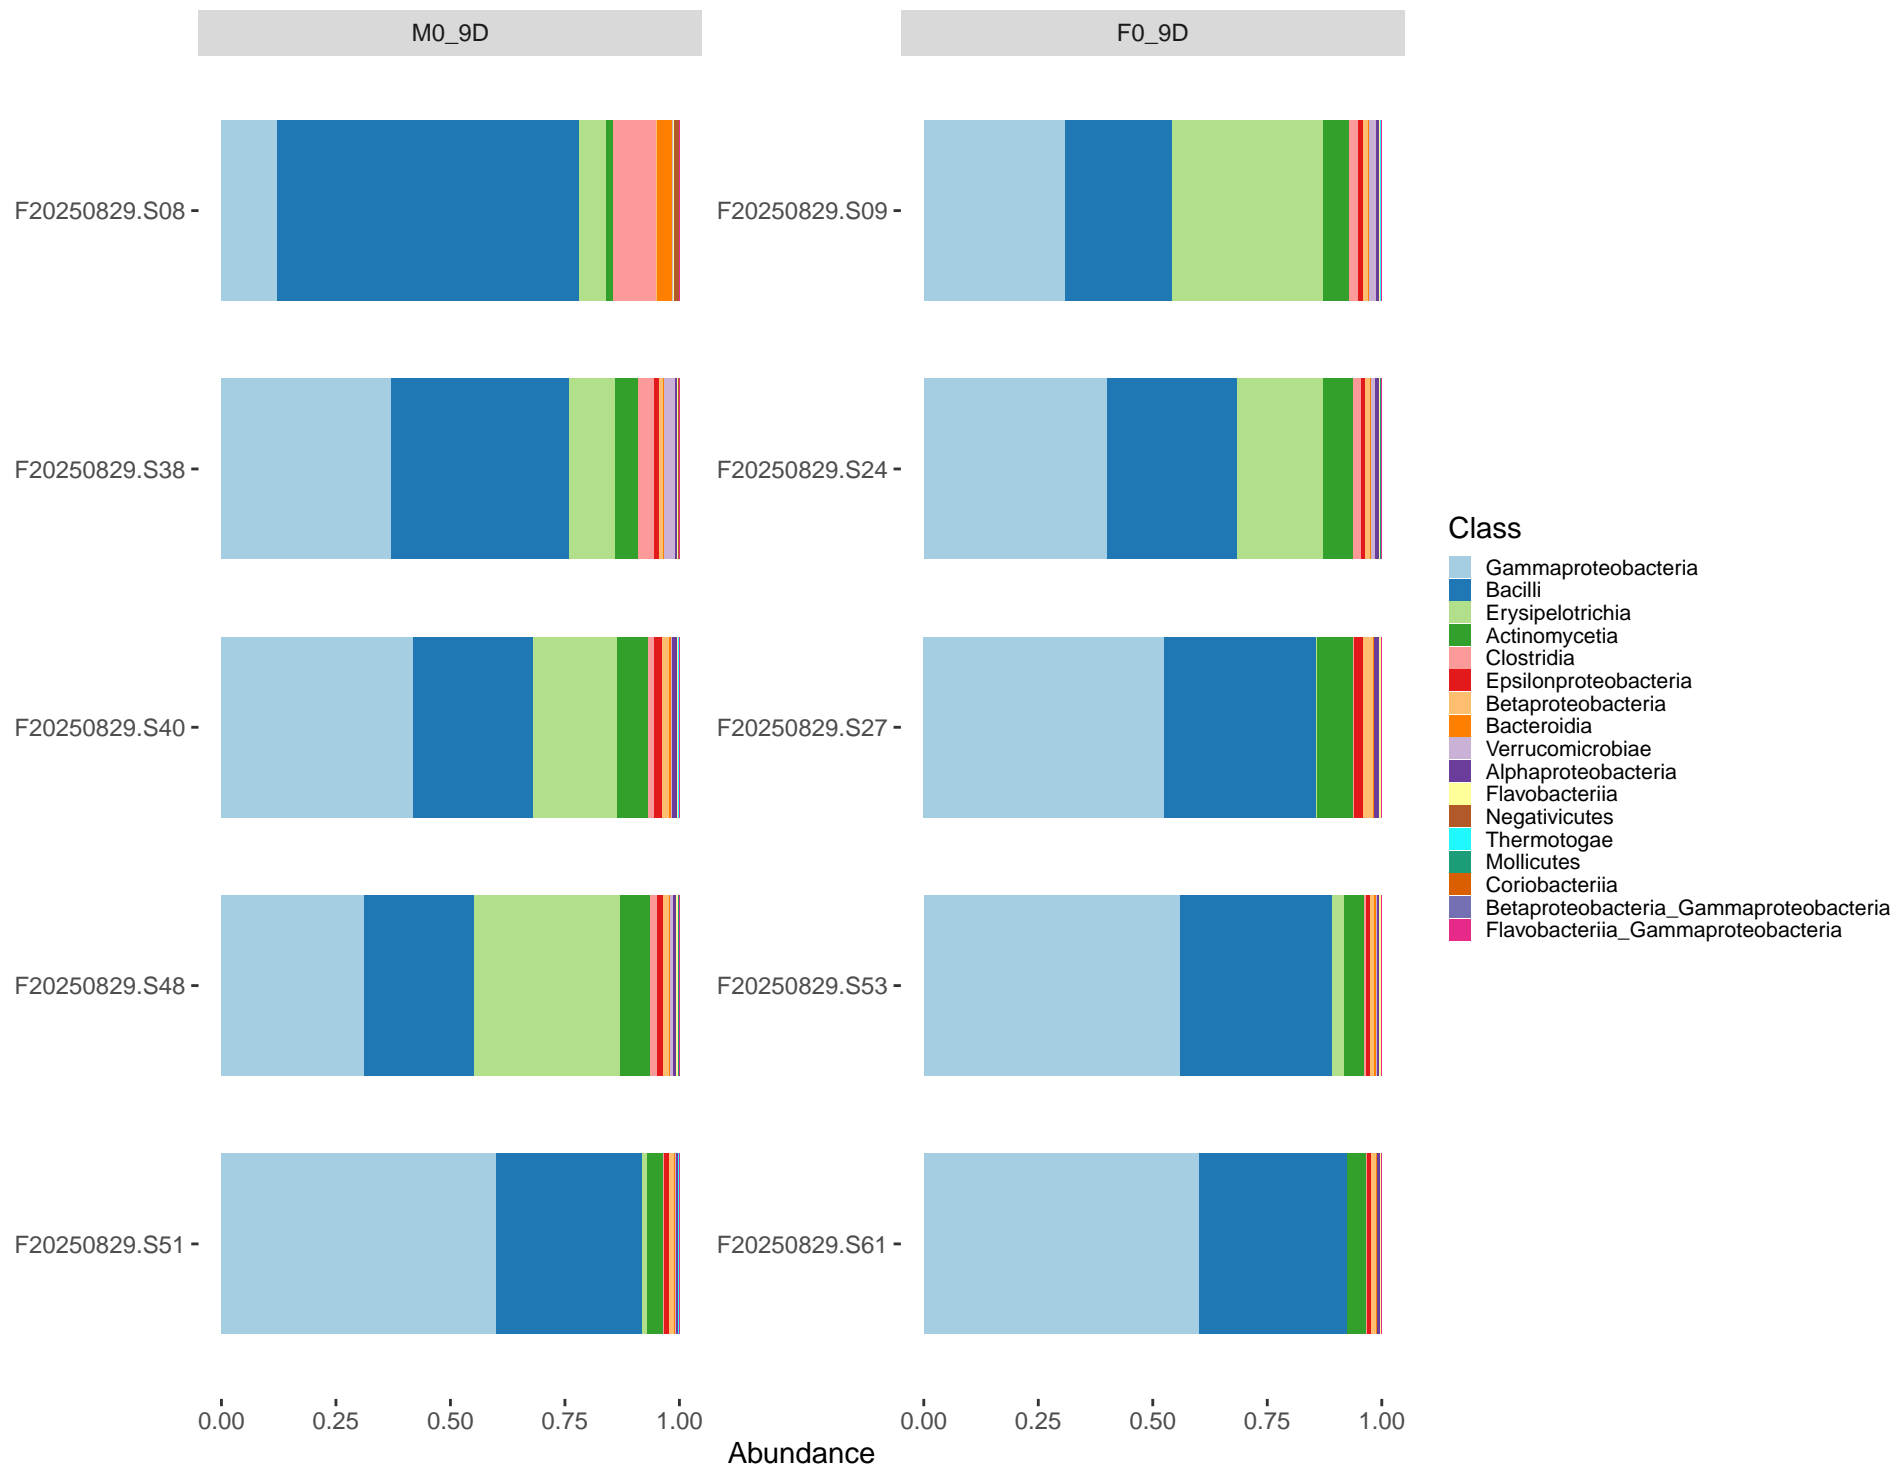 M0_9D
F0_9D
F20250829.S08
F20250829.S09
F20250829.S38
F20250829.S24
F20250829.S40
F20250829.S27
F20250829.S48
F20250829.S53
F20250829.S51
F20250829.S61
0.00 0.25 0.50 0.75 1.00
0.00 0.25 0.50 0.75 1.00
Abundance
Class
Gammaproteobacteria
Bacilli
Erysipelotrichia
Actinomycetia
Clostridia
Epsilonproteobacteria
Betaproteobacteria
Bacteroidia
Verrucomicrobiae
Alphaproteobacteria
Flavobacteriia
Negativicutes
Thermotogae
Mollicutes
Coriobacteriia
Betaproteobacteria_Gammaproteobacteria
Flavobacteriia_Gammaproteobacteria